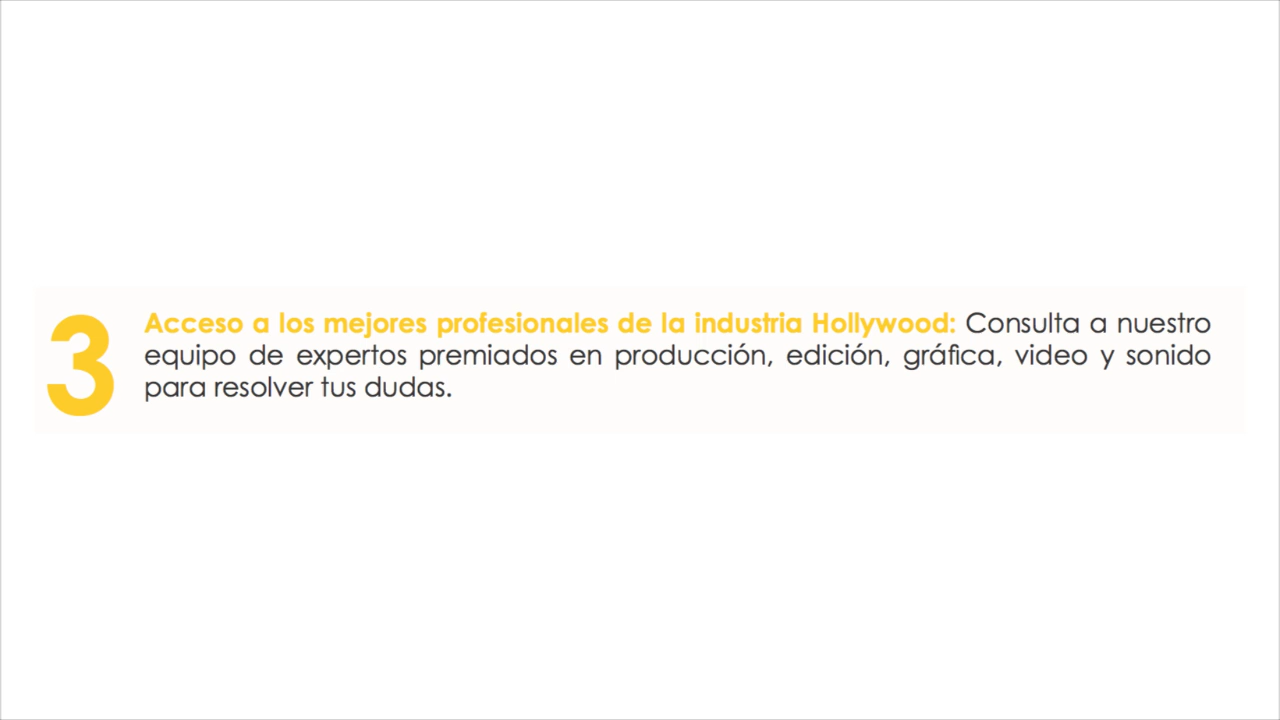 3
Acceso a los mejores profesionales de la industria Hollywood: Consulta a nuestro
equipo de expertos premiados en producción, edición, gráfica, video y sonido
para resolver tus dudas.